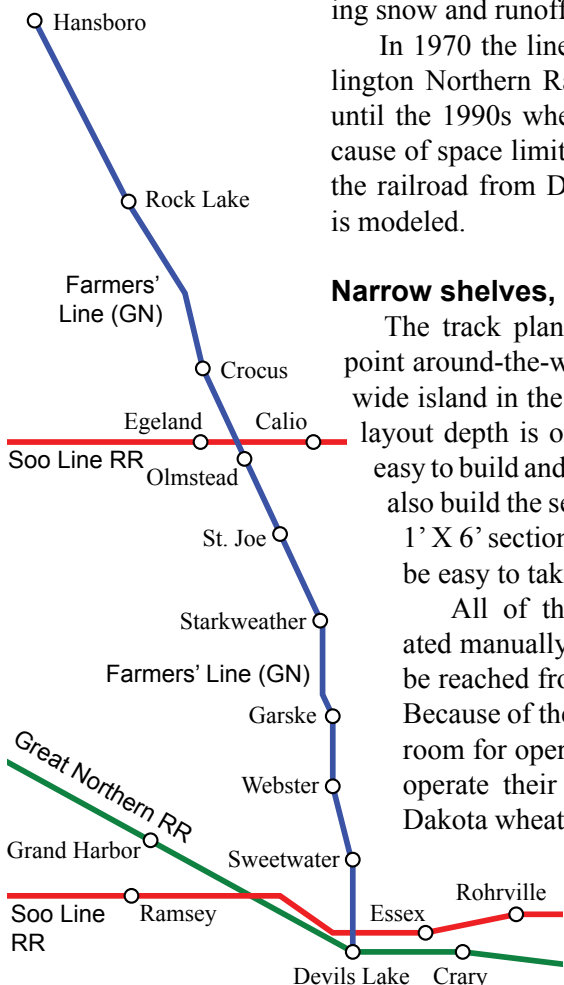 Hansboro
Rock Lake
Farmers'
Line (GN)
Crocus
Egeland
Calio
Soo Line RR
Olmstead
St. Joe
Starkweather
Farmers' Line (GN)
Garske
Webster
Great Northern RR
Grand Harbor
Sweetwater
Soo Line
RR
Ramsey
Essex
Rohrville
Devils Lake
Crary
ing snow and runoff
In 1970 the line
lington Northern Ra
until the 1990s whe
cause of space limit
the railroad from D
is modeled.
Narrow shelves,
The track plan
point around-the-w
wide island in the
layout depth is o
easy to build and
also build the se
1' X 6' section
be easy to tak
All of th
ated manually
be reached fro
Because of the
room for oper
operate their
Dakota wheat